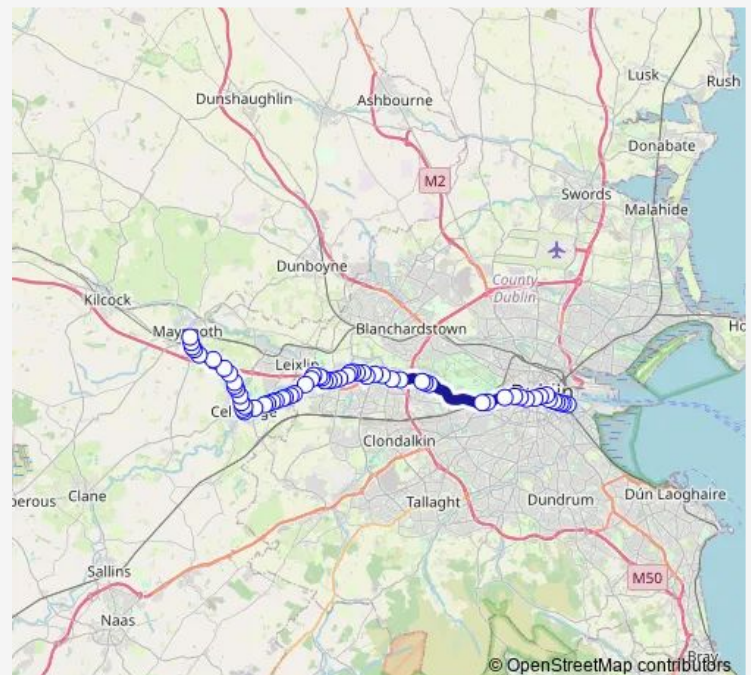 Lusk
Rush
Dunshaughlin
Ashbourne
Donabate
M2
Swords
Malahide
Dunboyne
County
Dublin
Kilcock
Blanchardstown
Leixlip
Clondalkin
Clane
Tallaght
Dundrum
Dún Laoghaire
Sallins
M50
Naas
Bray
© OpenStreetMap contributors